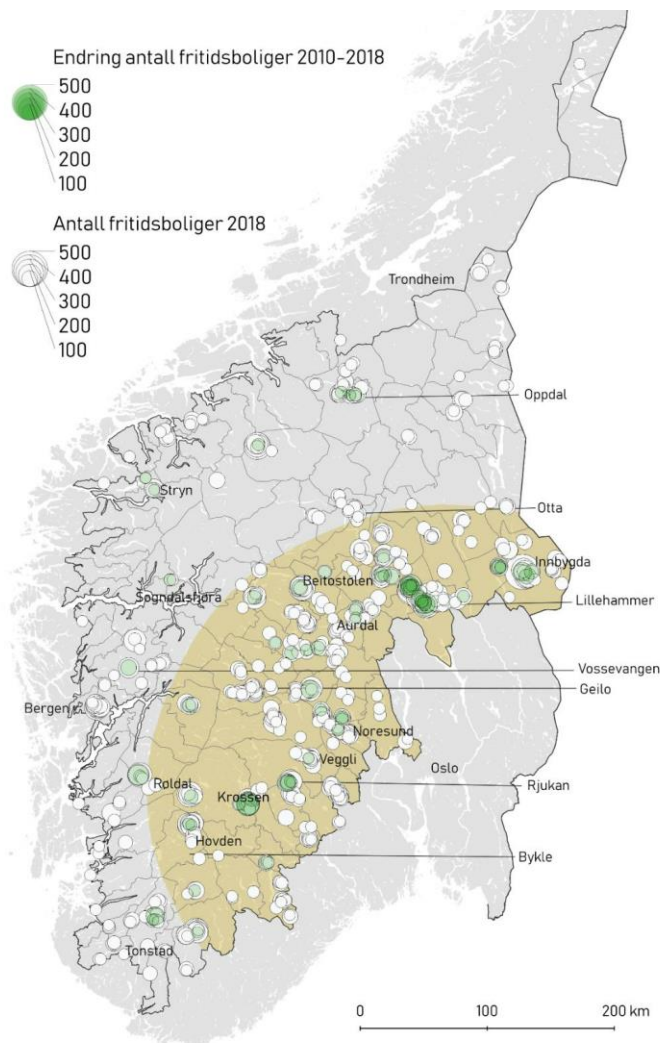 Endring antall fritidsboliger 2010-2018
500
400
300
200
100
Antall fritidsboliger 2018
500
400
300
200
100
Trondheim
Oppdal
Stryn
Otta
Innbygda
Beitostolen
Sogndalsfjora
Lillehammer
Aurdal
Vossevangen
Geilo
Bergen
Noresund
Veggli
Oslo
Røldal
Rjukan
Krossen
Hovden
Bykle
Tonstad
0 100 200 km